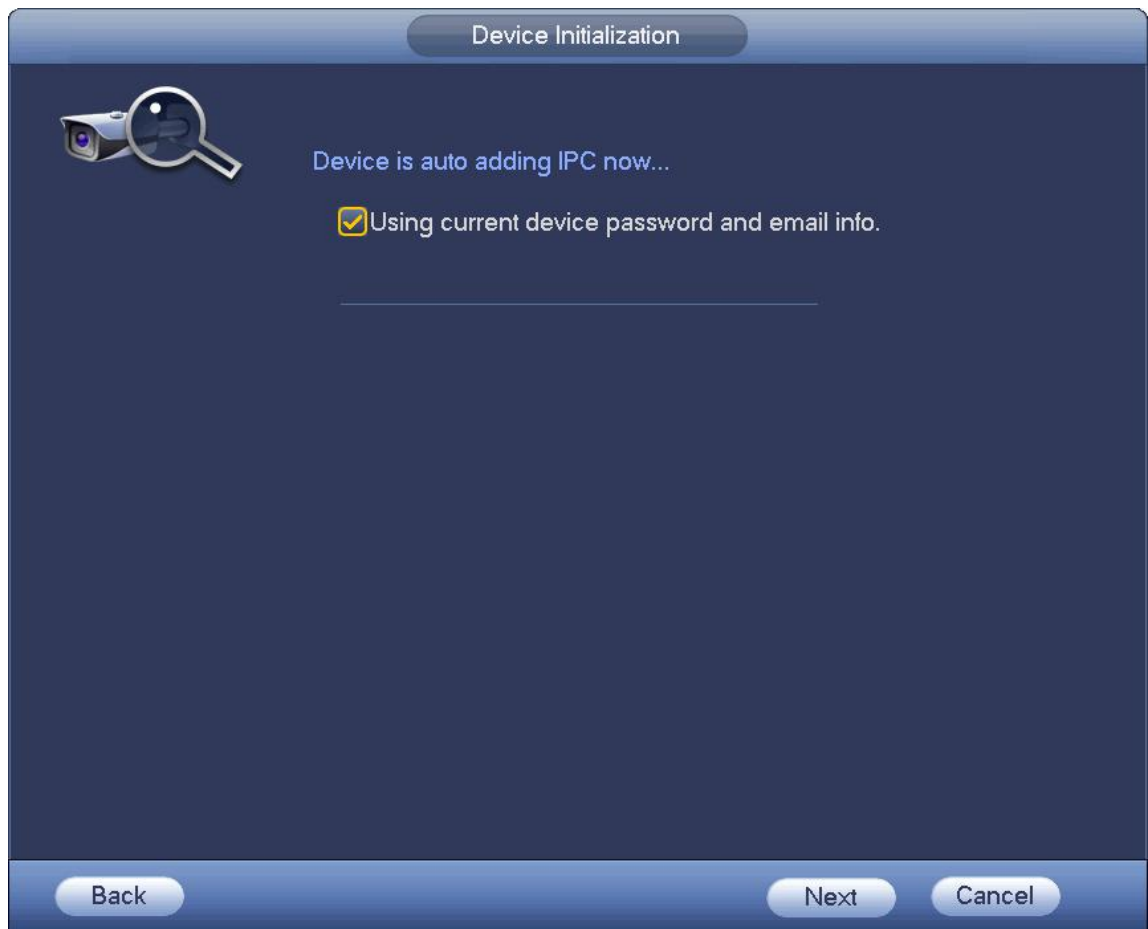 Device Initialization
Device is auto adding IPC now...
Using current device password and email info.
Back
Next
Cancel